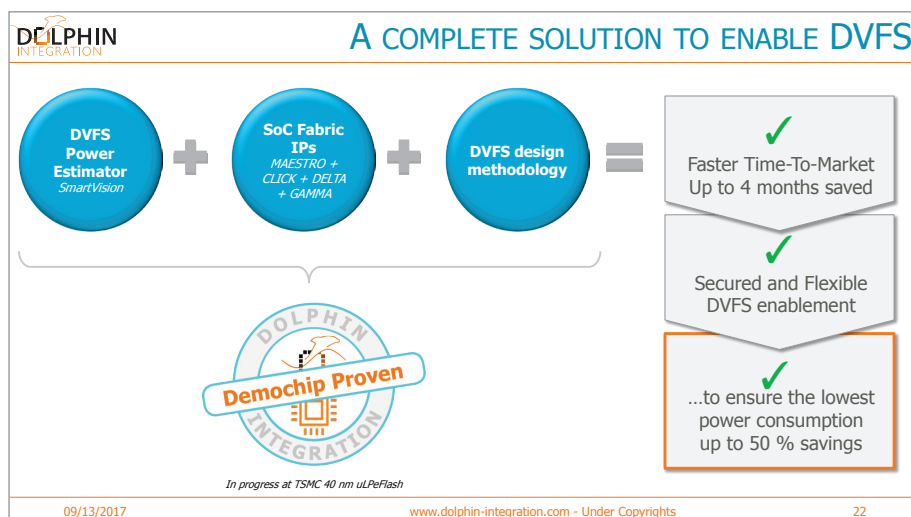 DOLPHIN
INTEGRATION
A COMPLETE SOLUTION TO ENABLE DVFS
DVFS
Power
Estimator
SmartVision
SoC Fabric
IPs
MAESTRO +
CLICK + DELTA
+ GAMMA
DVFS design
methodology
Faster Time-To-Market
Up to 4 months saved
Secured and Flexible
DVFS enablement
…to ensure the lowest
power consumption
up to 50 % savings
DOLPHIN
Demochip Proven
INTEGRATION
In progress at TSMC 40 nm uLPeFlash
09/13/2017
www.dolphin-integration.com - Under Copyrights
22